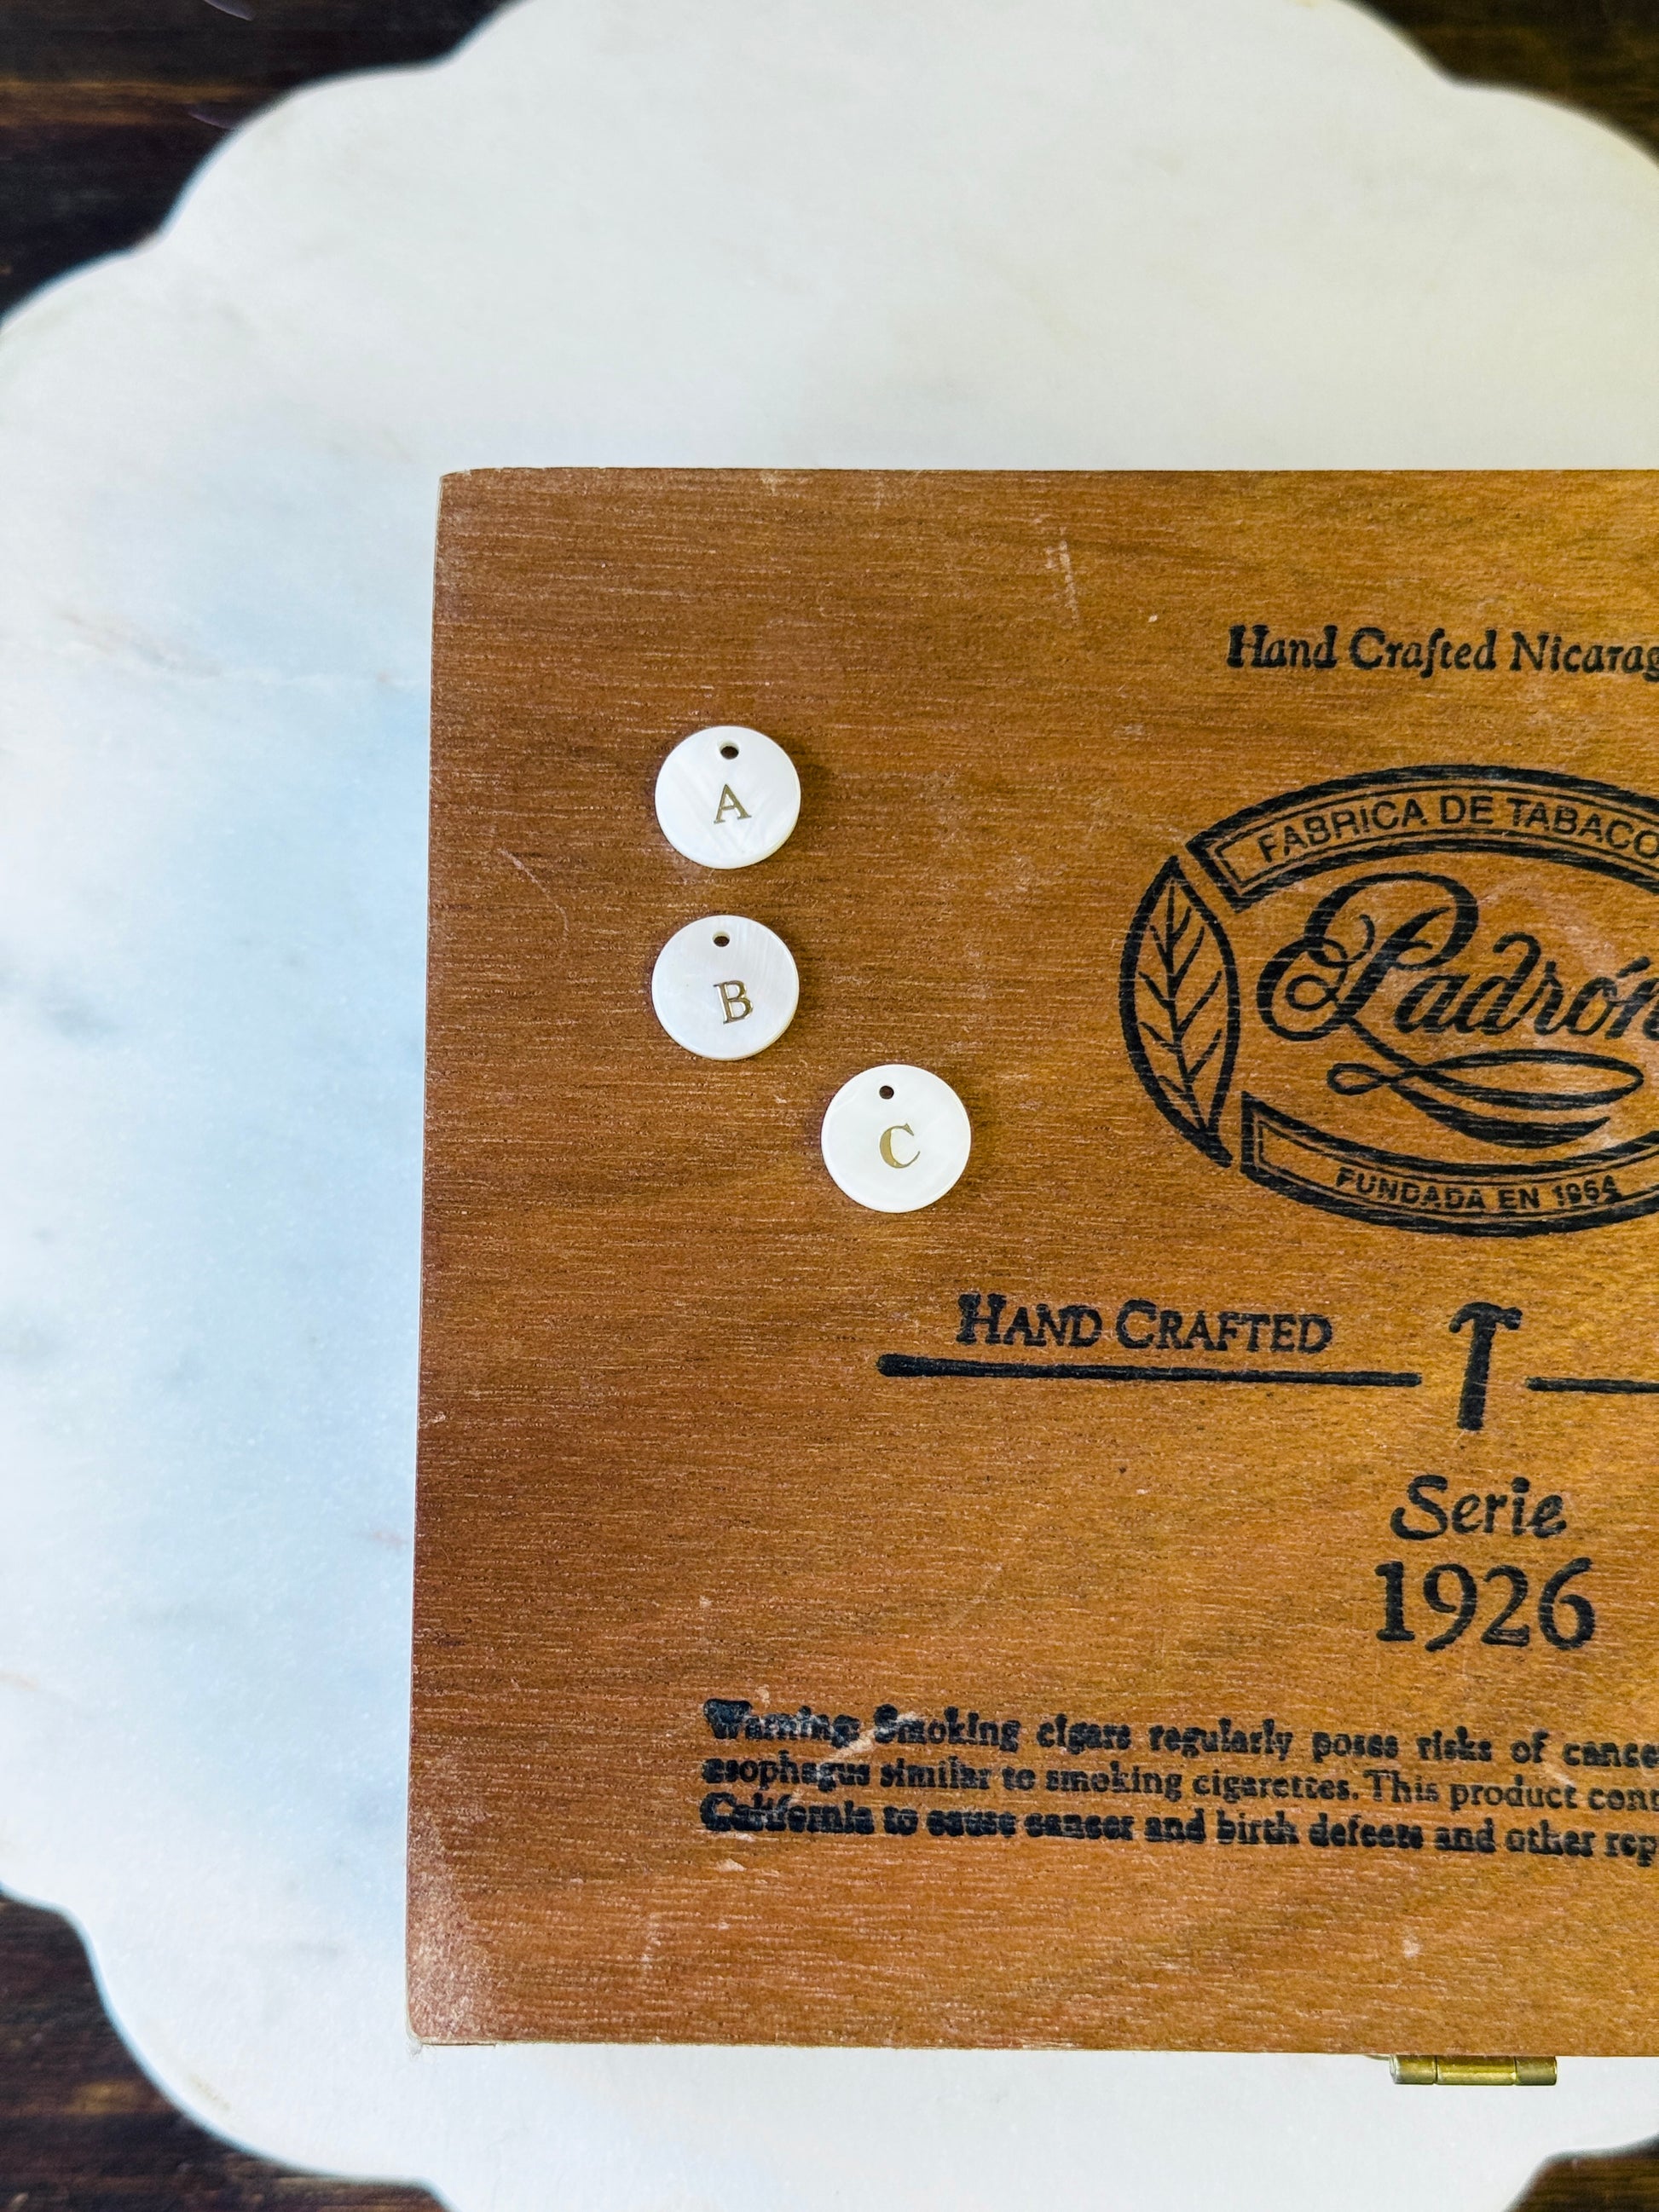 Hand Crafted Nicarag
A
B
C
FABRICA DE TABACO
Padrón
FUNDADA EN 1964
HAND CRAFTED
Serie
1926
Warning: Smoking cigars regularly poses risks of cance
esophagus similar to smoking cigarettes. This product cont
California to cause cancer and birth defects and other rep